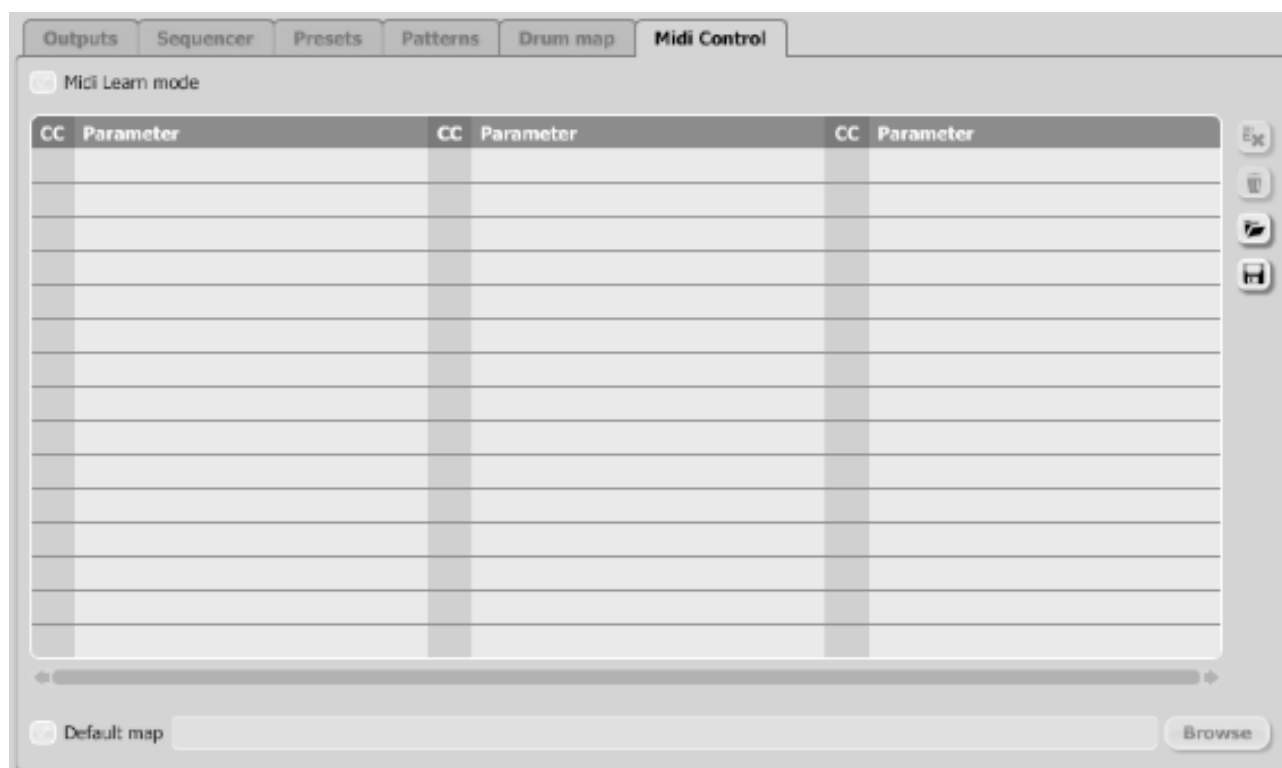 Outputs Sequencer Presets Patterns Drum map Midi Control
Midi Learn mode
CC Parameter CC Parameter CC Parameter
Default map Browse